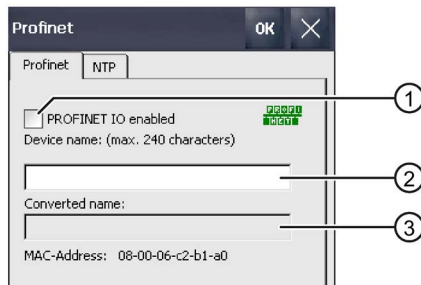 Profinet OK
Profinet NTP
PROFINET IO enabled
PROFI
NET
Device name: (max. 240 characters)
Converted name:
MAC-Address: 08-00-06-c2-b1-a0
1
2
3